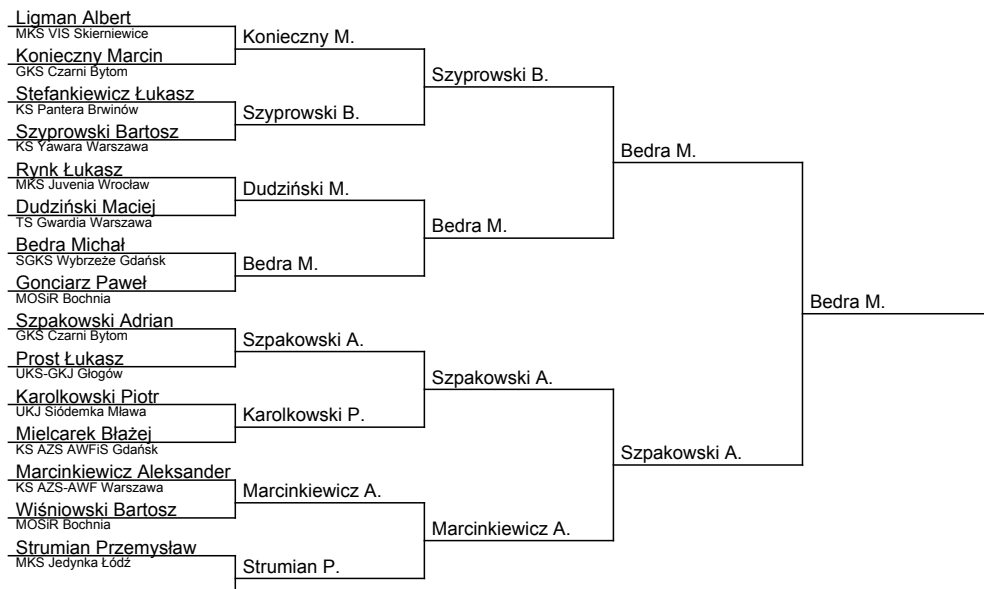 Ligman Albert
MKS VIS Skierniewice
Konieczny M.
Konieczny Marcin
GKS Czarni Bytom
Szyprowski B.
Stefankiewicz Łukasz
KS Pantera Brwinów
Szyprowski B.
Szyprowski Bartosz
KS Yawara Warszawa
Bedra M.
Rynk Łukasz
MKS Juvenia Wrocław
Dudziński M.
Dudziński Maciej
TS Gwardia Warszawa
Bedra M.
Bedra Michał
SGKS Wybrzeże Gdańsk
Bedra M.
Gonciarz Paweł
MOSiR Bochnia
Bedra M.
Szpakowski Adrian
GKS Czarni Bytom
Szpakowski A.
Prost Łukasz
UKS-GKJ Głogów
Szpakowski A.
Karolkowski Piotr
UKJ Siódemka Mława
Karolkowski P.
Mielcarek Błażej
KS AZS AWFiS Gdańsk
Szpakowski A.
Marcinkiewicz Aleksander
KS AZS-AWF Warszawa
Marcinkiewicz A.
Wiśniowski Bartosz
MOSiR Bochnia
Marcinkiewicz A.
Strumian Przemysław
MKS Jedynka Łódź
Strumian P.